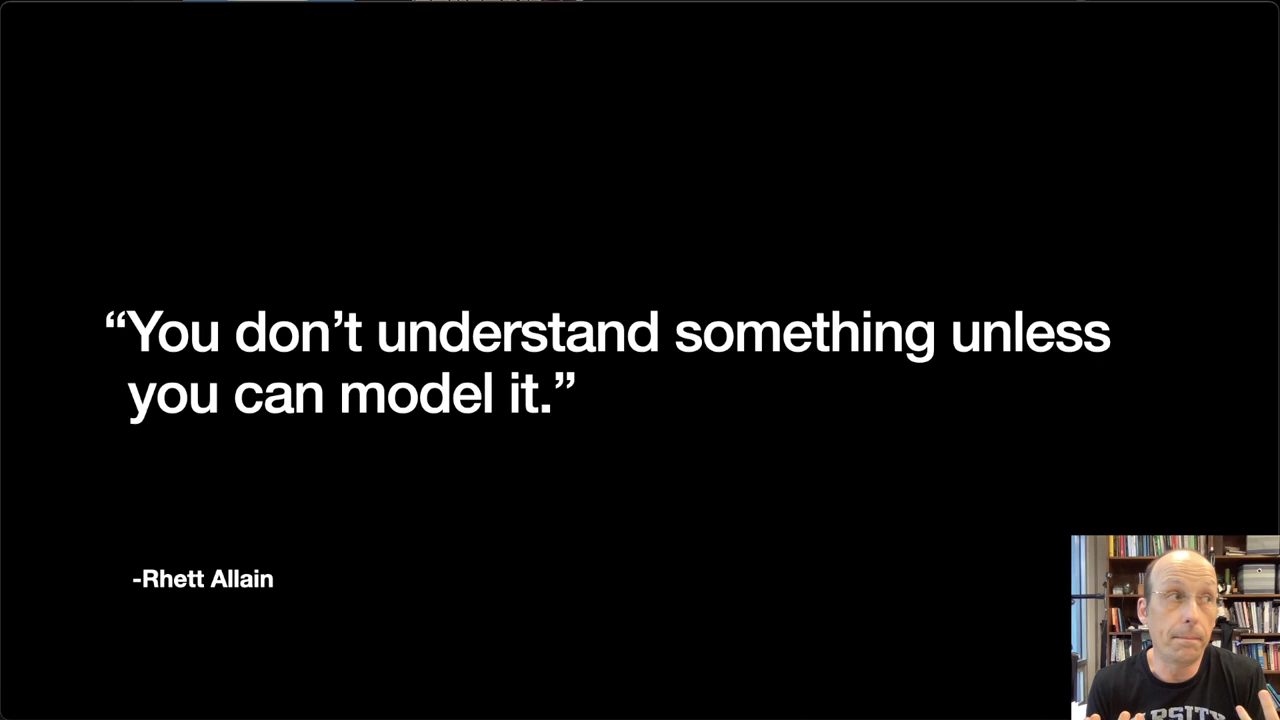 “You don’t understand something unless
you can model it.”
-Rhett Allain